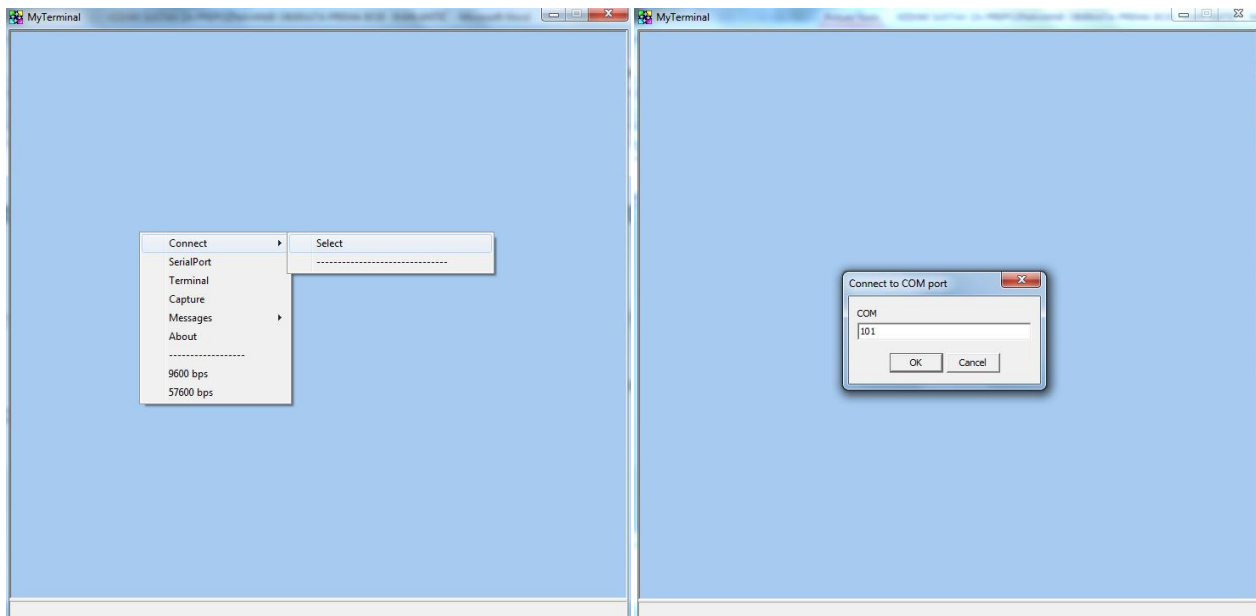 MyTerminal
Connect
Select
SerialPort
------------------------------
Terminal
Capture
Messages
About
-----------------
9600 bps
57600 bps
MyTerminal
Connect to COM port
COM
101
OK Cancel